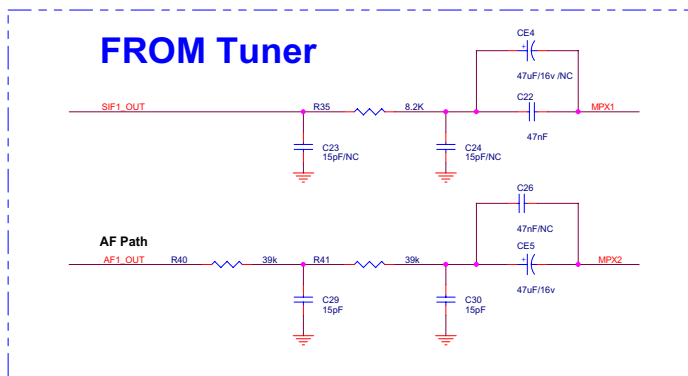 FROM Tuner
CE4
47uF/16v /NC
C22
SIF1_OUT R35 8.2K MPX1
47nF
C23
15pF/NC
C24
15pF/NC
C26
47nF/NC
AF Path
CE5
AF1_OUT R40 39k R41 39k MPX2
47uF/16v
C29
15pF
C30
15pF